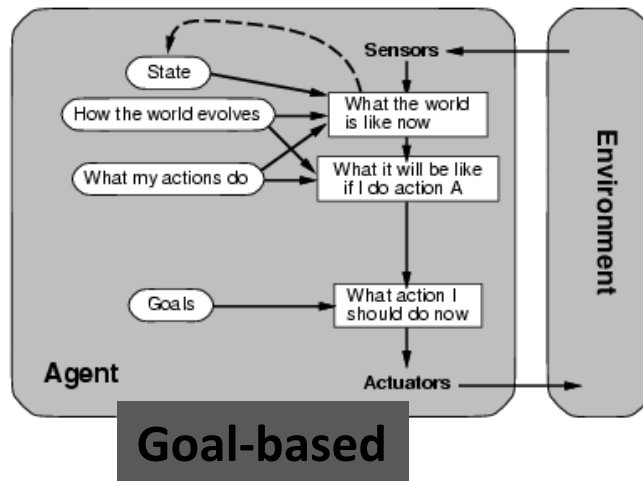 Sensors
State
What the world
is like now
How the world evolves
What it will be like
if I do action A
What my actions do
Goals
What action I
should do now
Agent
Actuators
Environment
Goal-based